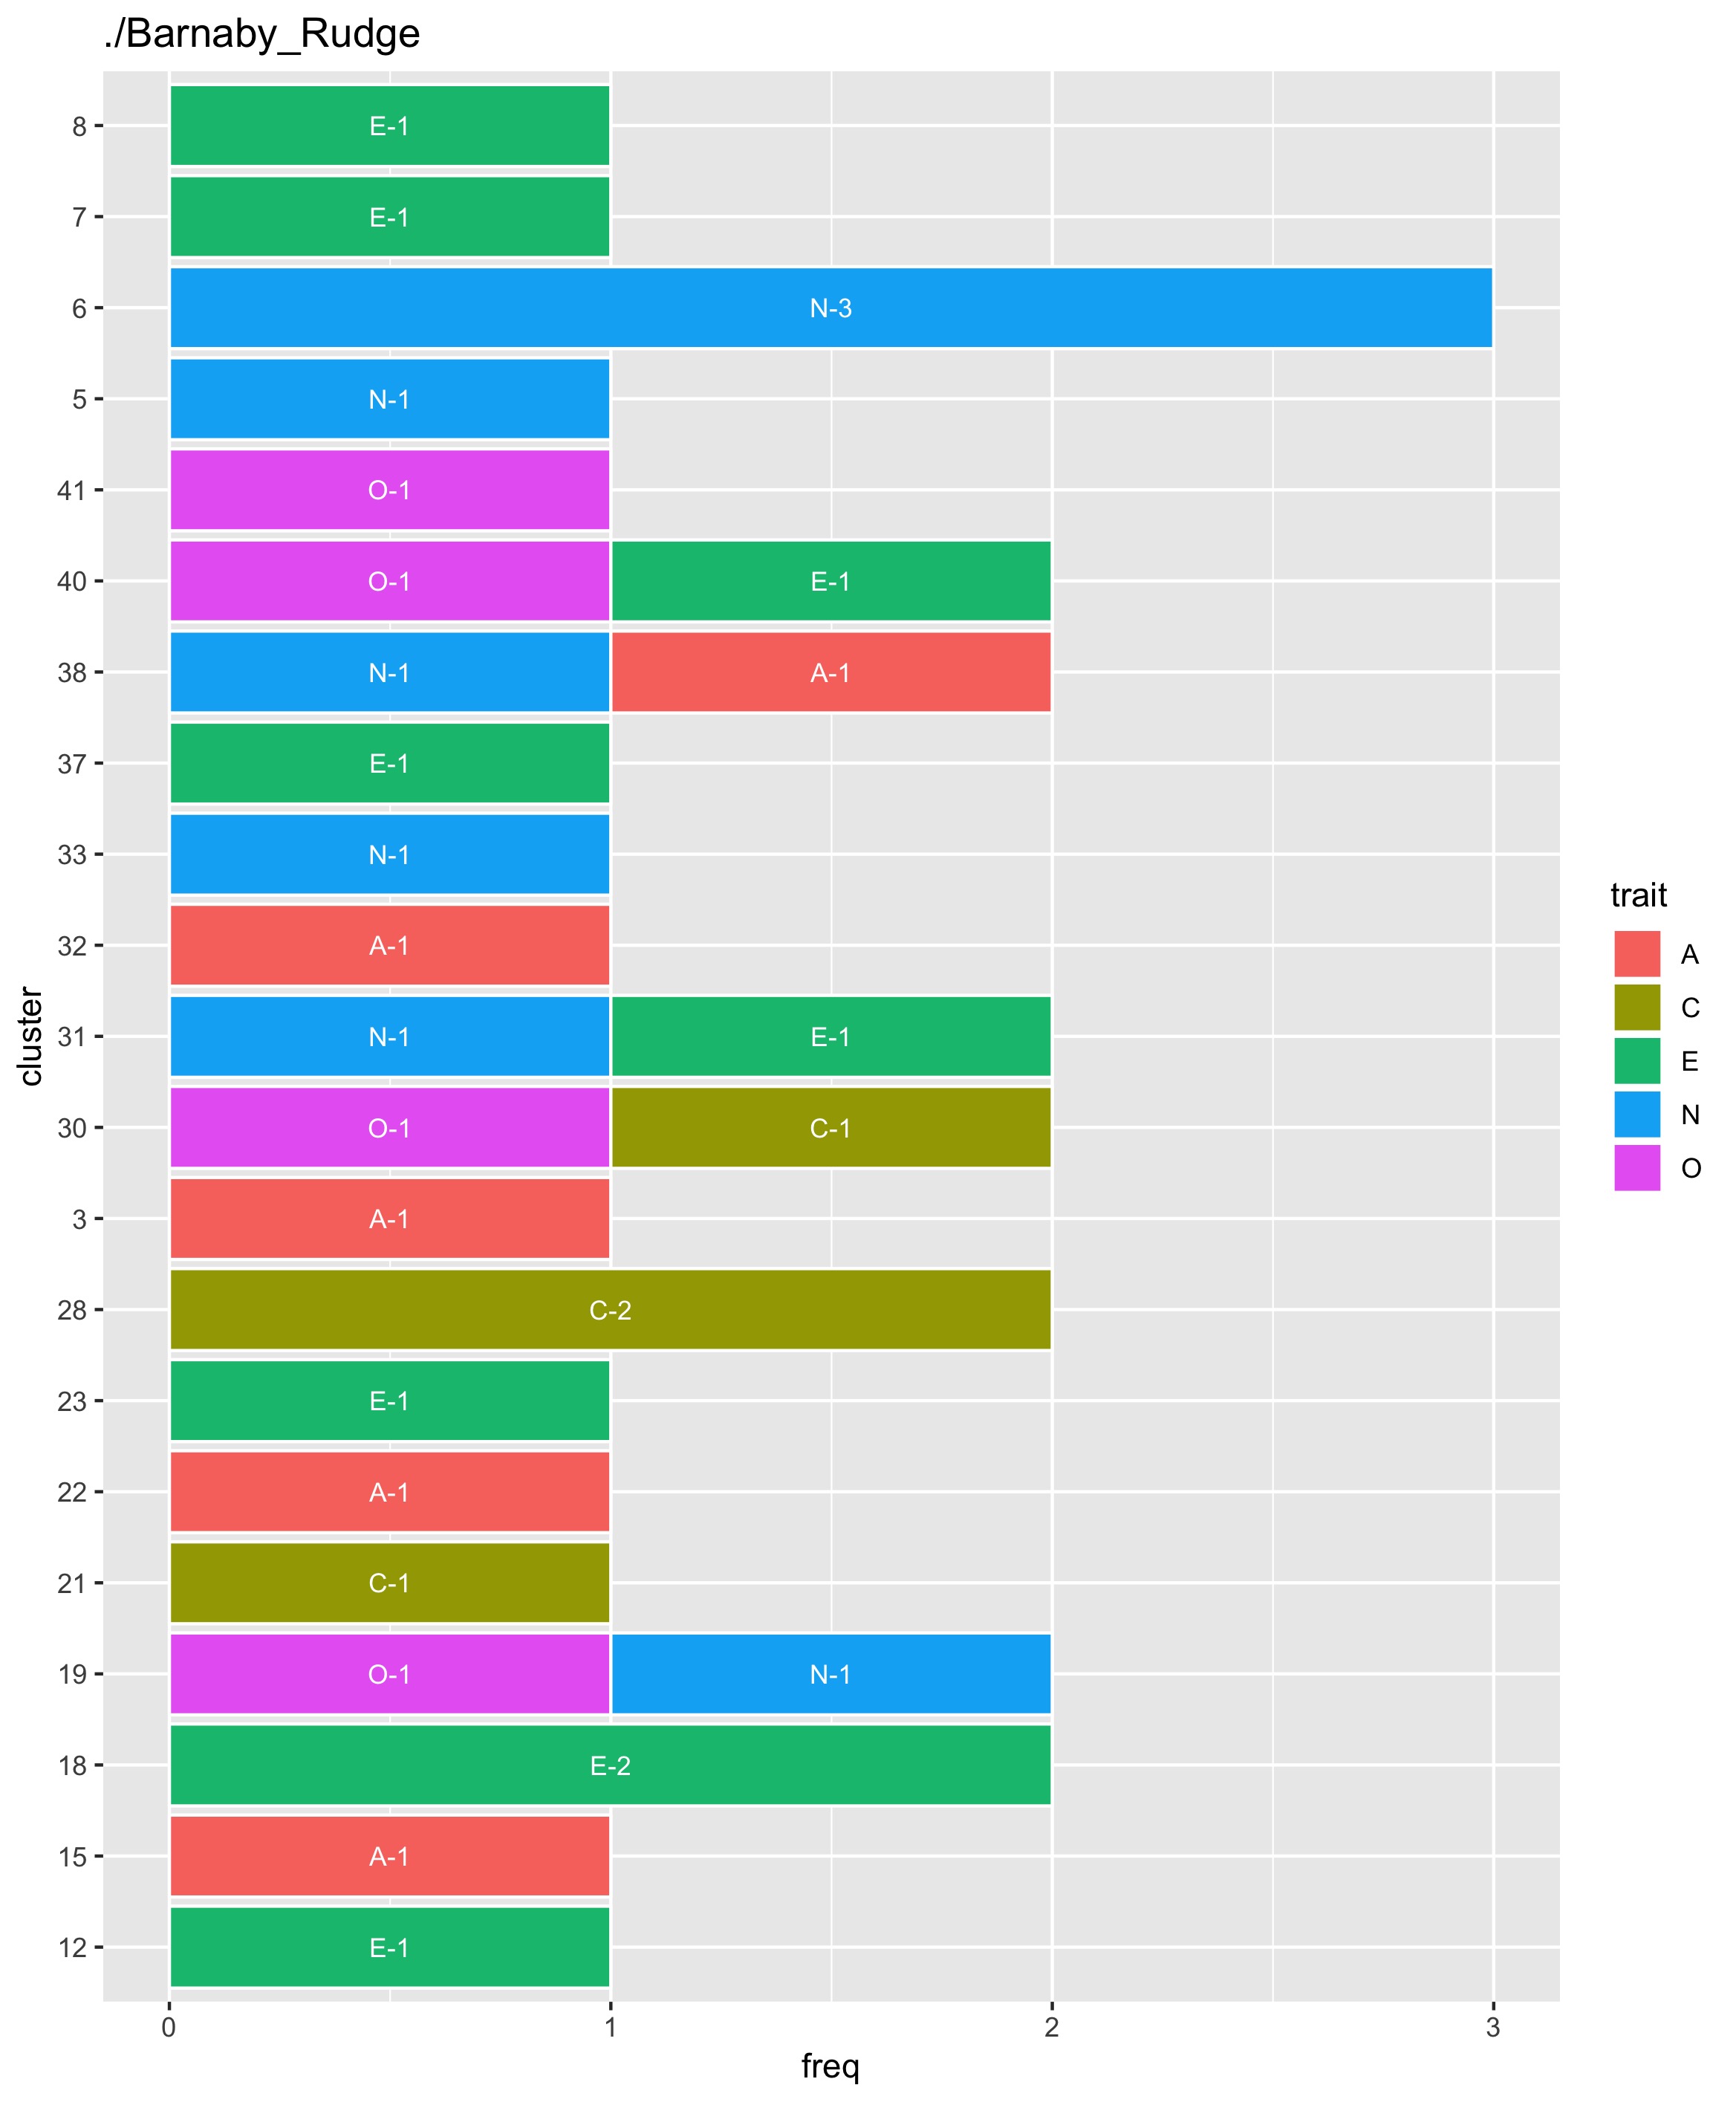 ./Barnaby_Rudge
8 E-1
7 E-1
6 N-3
5 N-1
41 O-1
40 O-1 E-1
38 N-1 A-1
37 E-1
33 N-1
32 A-1
31 N-1 E-1
30 O-1 C-1
3 A-1
28 C-2
23 E-1
22 A-1
21 C-1
19 O-1 N-1
18 E-2
15 A-1
12 E-1
0 1 2 3
freq
cluster
trait
A
C
E
N
O